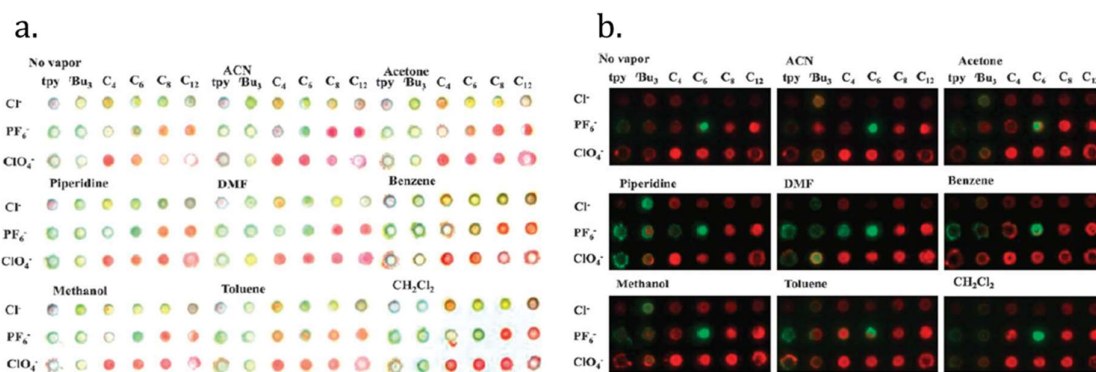 a.
No vapor ACN Acetone
tpy ᵗBu₃ C₄ C₆ C₈ C₁₂ tpy ᵗBu₃ C₄ C₆ C₈ C₁₂ tpy ᵗBu₃ C₄ C₆ C₈ C₁₂
Cl⁻
PF₆⁻
ClO₄⁻
Piperidine DMF Benzene
Cl⁻
PF₆⁻
ClO₄⁻
Methanol Toluene CH₂Cl₂
Cl⁻
PF₆⁻
ClO₄⁻
b.
No vapor ACN Acetone
tpy ᵗBu₃ C₄ C₆ C₈ C₁₂ tpy ᵗBu₃ C₄ C₆ C₈ C₁₂ tpy ᵗBu₃ C₄ C₆ C₈ C₁₂
Cl⁻
PF₆⁻
ClO₄⁻
Piperidine DMF Benzene
Cl⁻
PF₆⁻
ClO₄⁻
Methanol Toluene CH₂Cl₂
Cl⁻
PF₆⁻
ClO₄⁻